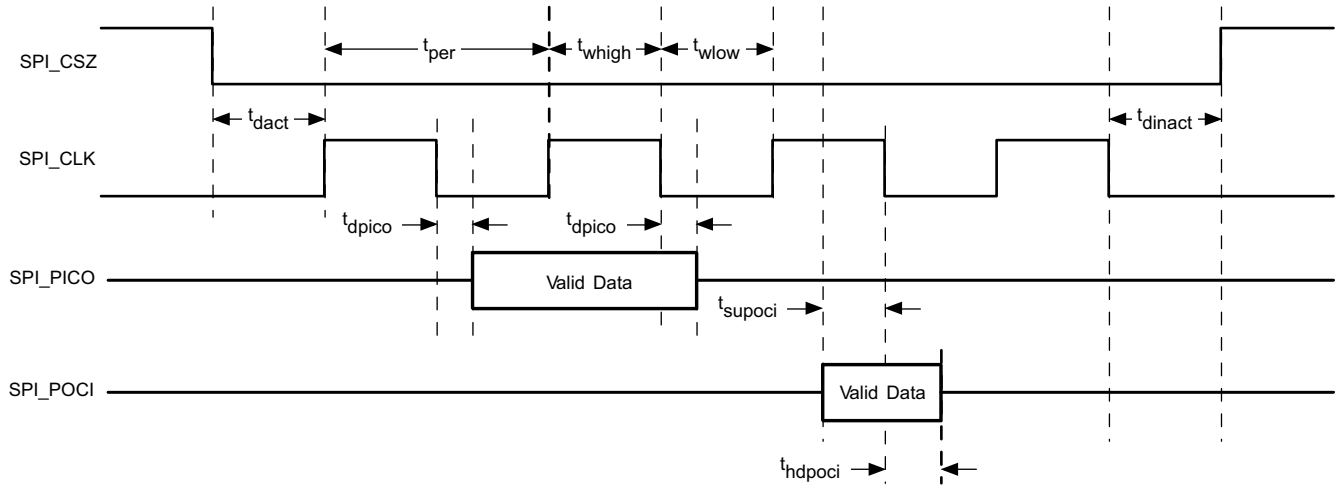 t_per
t_whigh
t_wlow
SPI_CSZ
t_dact
t_dinact
SPI_CLK
t_dpico
t_dpico
SPI_PICO
Valid Data
t_supoci
SPI_POCI
Valid Data
t_hdpoci